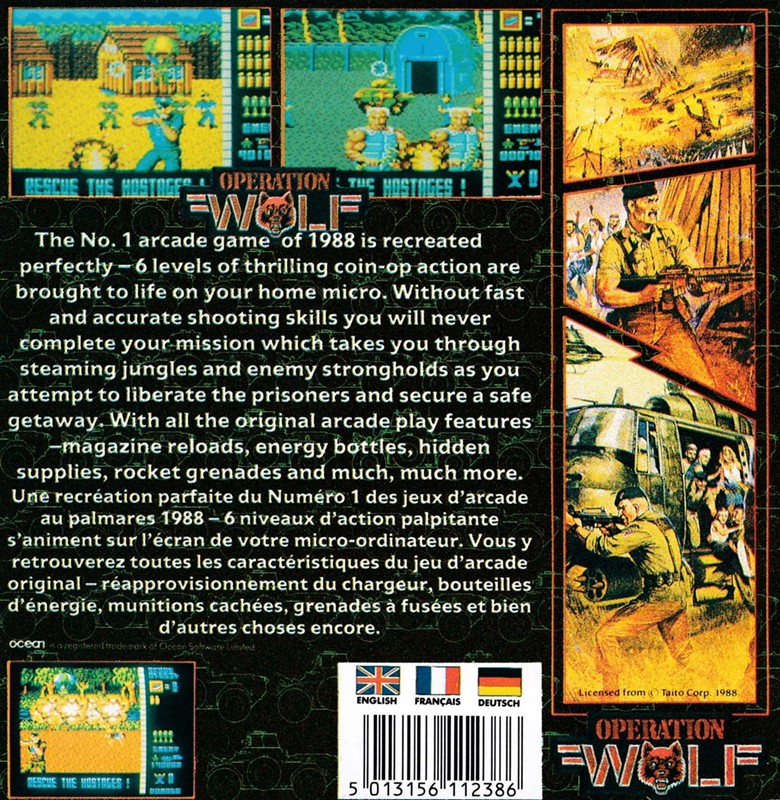 ENEMY
RESCUE THE HOSTAGES !
ENEMY
THE HOSTAGES !
OPERATION
WOLF
The No. 1 arcade game of 1988 is recreated
perfectly – 6 levels of thrilling coin-op action are
brought to life on your home micro. Without fast
and accurate shooting skills you will never
complete your mission which takes you through
steaming jungles and enemy strongholds as you
attempt to liberate the prisoners and secure a safe
getaway. With all the original arcade play features
–magazine reloads, energy bottles, hidden
supplies, rocket grenades and much, much more.
Une recréation parfaite du Numéro 1 des jeux d'arcade
au palmares 1988 – 6 niveaux d'action palpitante
s'animent sur l'écran de votre micro-ordinateur. Vous y
retrouverez toutes les caractéristiques du jeu d'arcade
original – réapprovisionnement du chargeur, bouteilles
d'énergie, munitions cachées, grenades à fusées et bien
d'autres choses encore.
ocean is a registered trademark of Ocean Software Limited
RESCUE THE HOSTAGES !
ENGLISH
FRANÇAIS
DEUTSCH
5 013156 112386
Licensed from © Taito Corp. 1988
OPERATION
WOLF